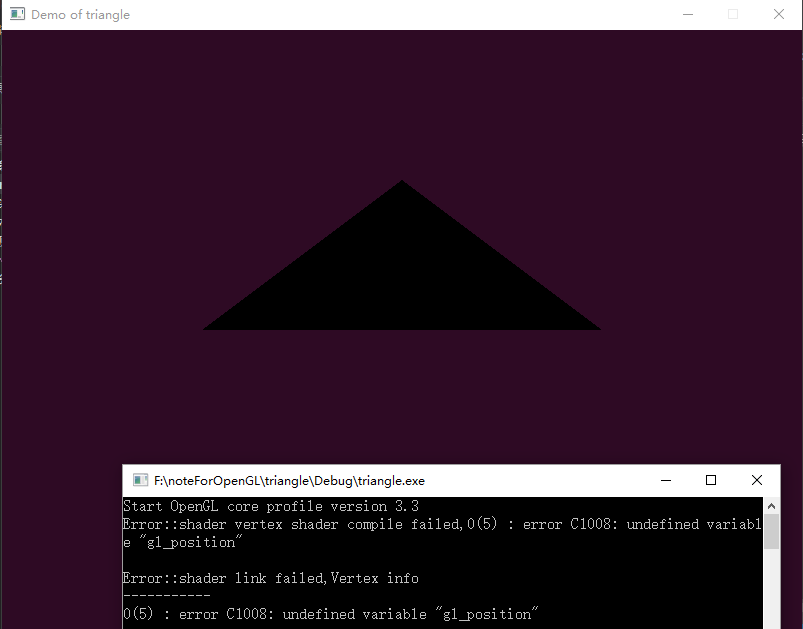 Demo of triangle
F:\noteForOpenGL\triangle\Debug\triangle.exe
Start OpenGL core profile version 3.3
Error::shader vertex shader compile failed,0(5) : error C1008: undefined variabl
e "gl_position"
Error::shader link failed,Vertex info
-----------
0(5) : error C1008: undefined variable "gl_position"